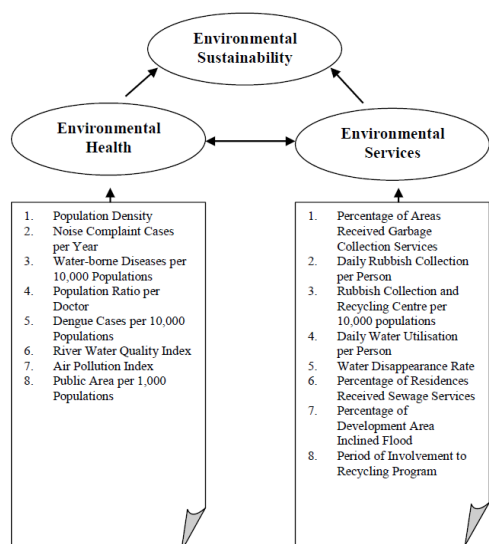 Environmental
Sustainability
Environmental
Health
Environmental
Services
1. Population Density
2. Noise Complaint Cases
per Year
3. Water-borne Diseases per
10,000 Populations
4. Population Ratio per
Doctor
5. Dengue Cases per 10,000
Populations
6. River Water Quality Index
7. Air Pollution Index
8. Public Area per 1,000
Populations
1. Percentage of Areas
Received Garbage
Collection Services
2. Daily Rubbish Collection
per Person
3. Rubbish Collection and
Recycling Centre per
10,000 populations
4. Daily Water Utilisation
per Person
5. Water Disappearance Rate
6. Percentage of Residences
Received Sewage Services
7. Percentage of
Development Area
Inclined Flood
8. Period of Involvement to
Recycling Program